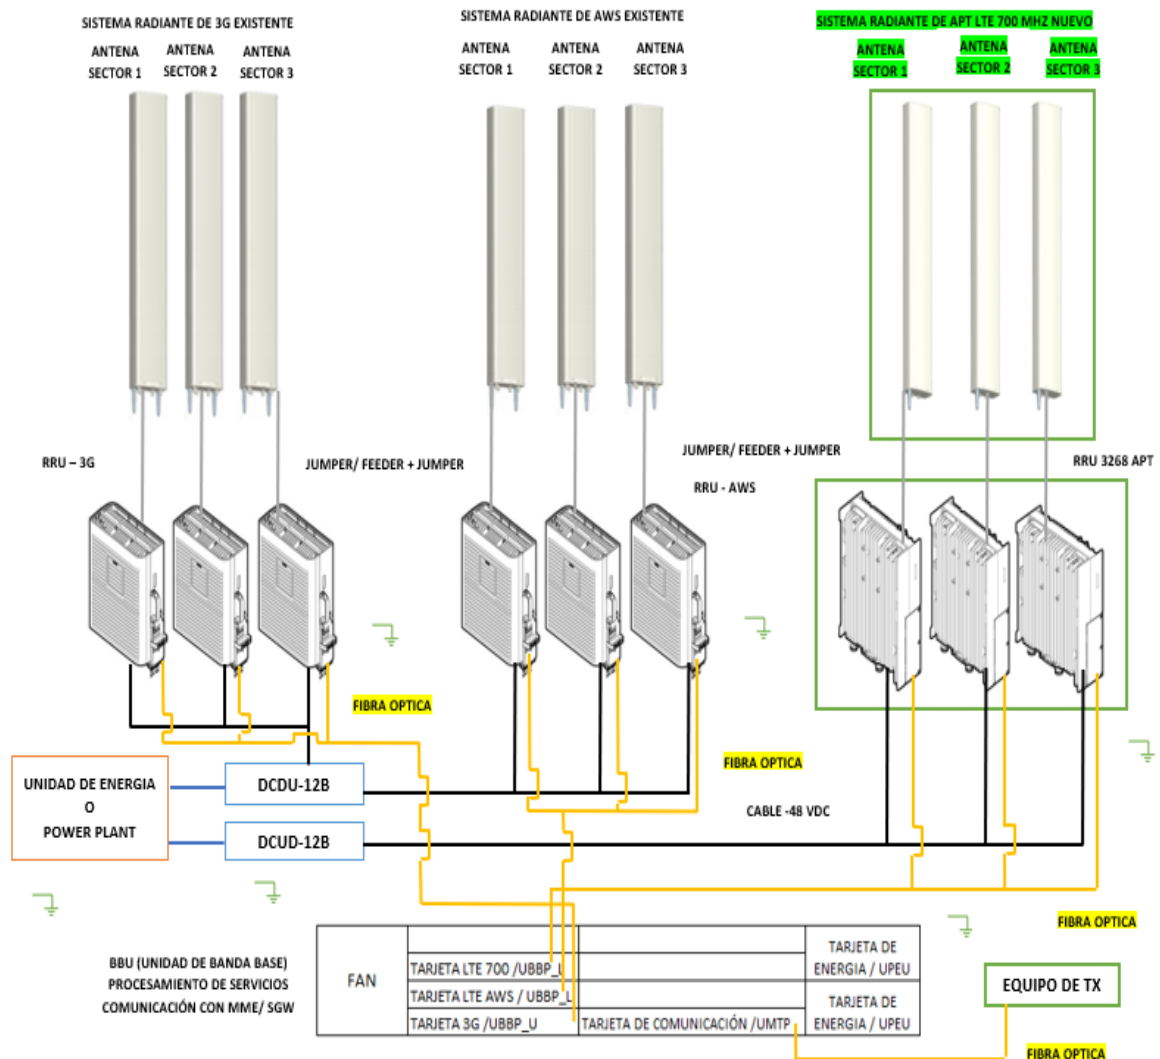 SISTEMA RADIANTE DE 3G EXISTENTE
ANTENA
SECTOR 1
ANTENA
SECTOR 2
ANTENA
SECTOR 3
SISTEMA RADIANTE DE AWS EXISTENTE
ANTENA
SECTOR 1
ANTENA
SECTOR 2
ANTENA
SECTOR 3
SISTEMA RADIANTE DE APT LTE 700 MHZ NUEVO
ANTENA
SECTOR 1
ANTENA
SECTOR 2
ANTENA
SECTOR 3
RRU – 3G
JUMPER/ FEEDER + JUMPER
JUMPER/ FEEDER + JUMPER
RRU - AWS
RRU 3268 APT
FIBRA OPTICA
FIBRA OPTICA
UNIDAD DE ENERGIA
O
POWER PLANT
DCDU-12B
DCUD-12B
CABLE -48 VDC
FIBRA OPTICA
BBU (UNIDAD DE BANDA BASE)
PROCESAMIENTO DE SERVICIOS
COMUNICACIÓN CON MME/ SGW
FAN
TARJETA LTE 700 /UBBP_L
TARJETA LTE AWS / UBBP_L
TARJETA 3G /UBBP_U
TARJETA DE COMUNICACIÓN /UMTP
TARJETA DE
ENERGIA / UPEU
TARJETA DE
ENERGIA / UPEU
EQUIPO DE TX
FIBRA OPTICA